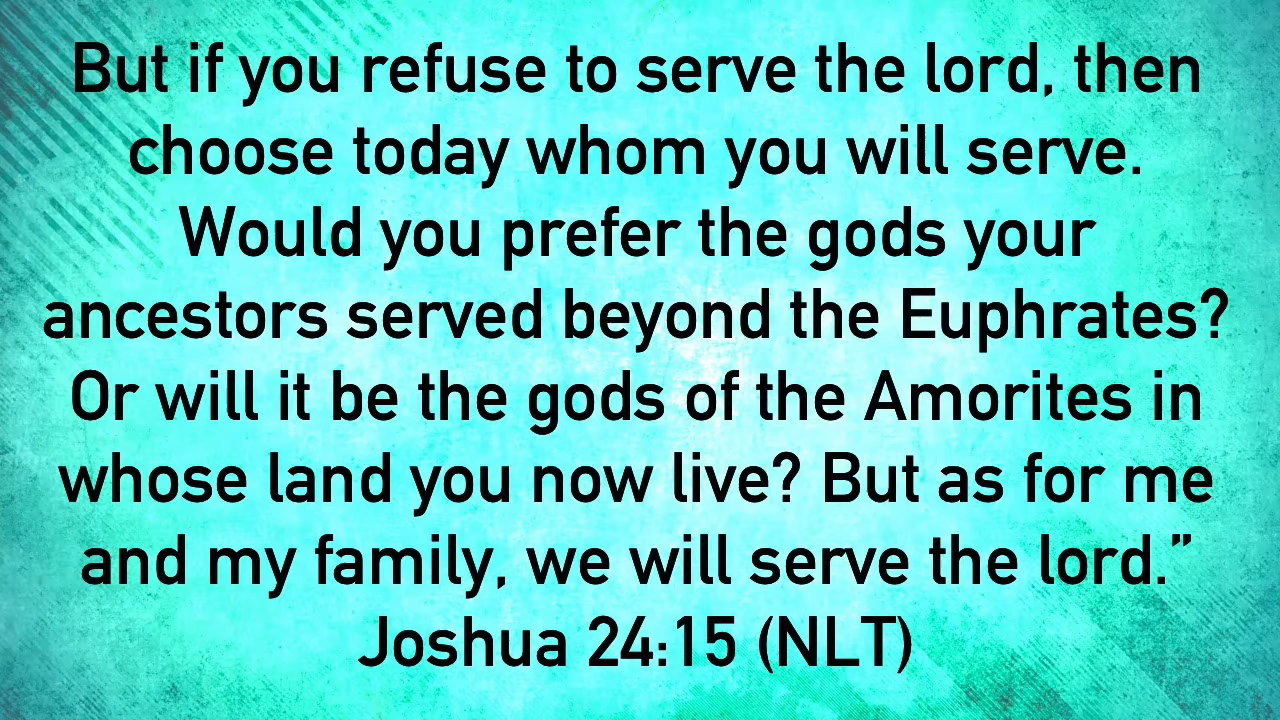 But if you refuse to serve the lord, then
choose today whom you will serve.
Would you prefer the gods your
ancestors served beyond the Euphrates?
Or will it be the gods of the Amorites in
whose land you now live? But as for me
and my family, we will serve the lord.”
Joshua 24:15 (NLT)